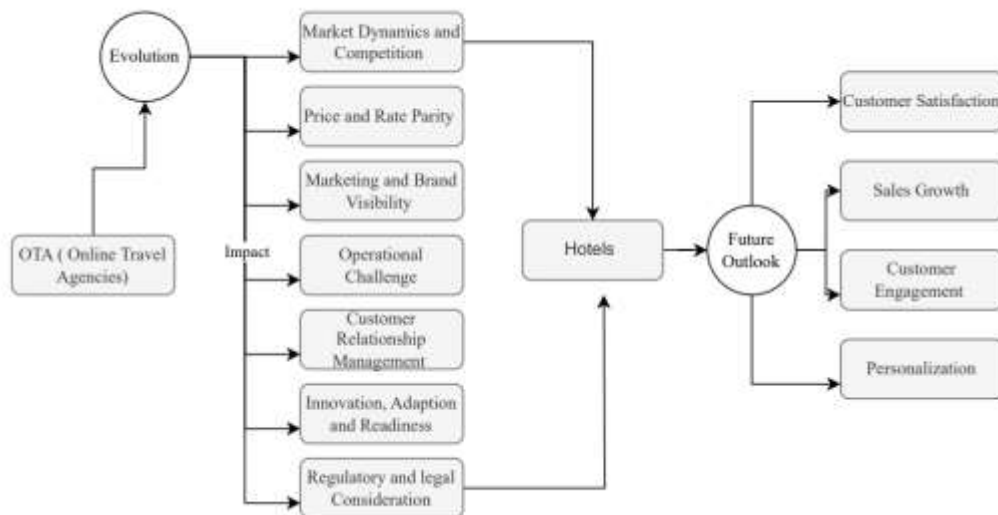 Evolution
OTA ( Online Travel
Agencies)
Impact
Market Dynamics and
Competition
Price and Rate Parity
Marketing and Brand
Visibility
Operational
Challenge
Customer
Relationship
Management
Innovation, Adaption
and Readiness
Regulatory and legal
Consideration
Hotels
Future
Outlook
Customer Satisfaction
Sales Growth
Customer
Engagement
Personalization